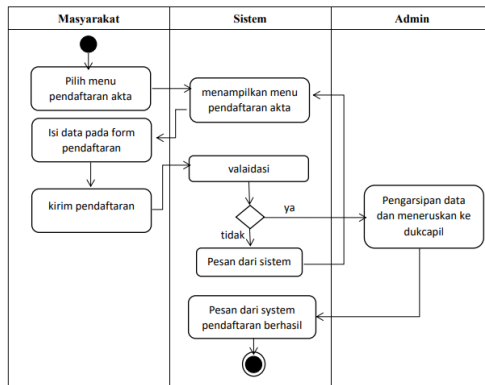 Masyarakat
Sistem
Admin
Pilih menu
pendaftaran akta
menampilkan menu
pendaftaran akta
Isi data pada form
pendaftaran
kirim pendaftaran
valaidasi
ya
tidak
Pengarsipan data
dan meneruskan ke
dukcapil
Pesan dari sistem
Pesan dari system
pendaftaran berhasil